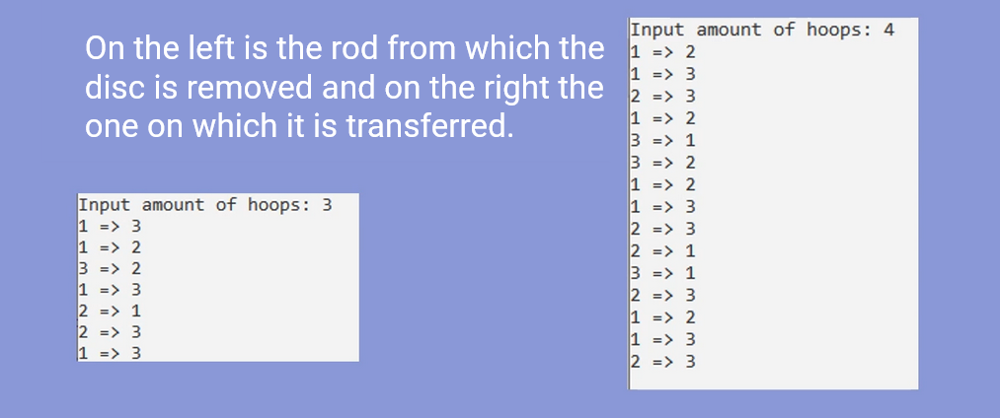 On the left is the rod from which the
disc is removed and on the right the
one on which it is transferred.
Input amount of hoops: 3
1 => 3
1 => 2
3 => 2
1 => 3
2 => 1
2 => 3
1 => 3
Input amount of hoops: 4
1 => 2
1 => 3
2 => 3
1 => 2
3 => 1
3 => 2
1 => 2
1 => 3
2 => 3
2 => 1
3 => 1
2 => 3
1 => 2
1 => 3
2 => 3